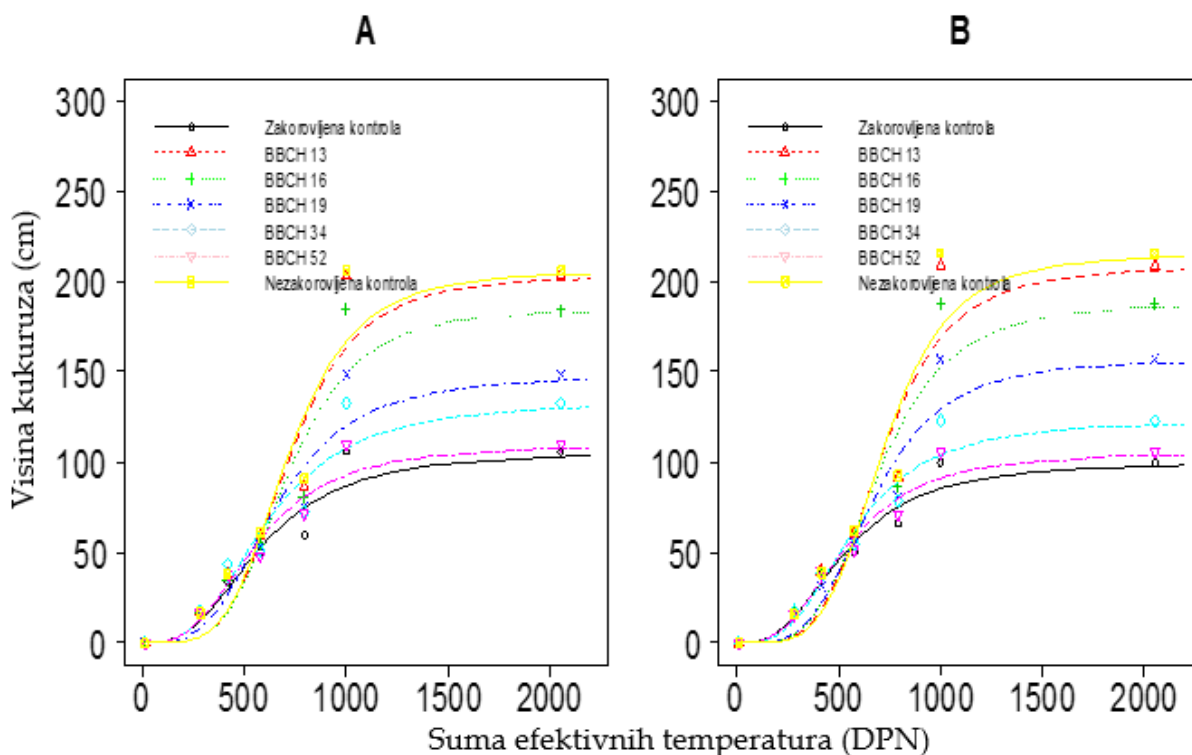 A
B
Visina kukuruza (cm)
300
250
200
150
100
50
0
Zakorovljena kontrola
BBCH 13
BBCH 16
BBCH 19
BBCH 34
BBCH 52
Nezakorovljena kontrola
0 500 1000 1500 2000
300
250
200
150
100
50
0
Zakorovljena kontrola
BBCH 13
BBCH 16
BBCH 19
BBCH 34
BBCH 52
Nezakorovljena kontrola
0 500 1000 1500 2000
Suma efektivnih temperatura (DPN)